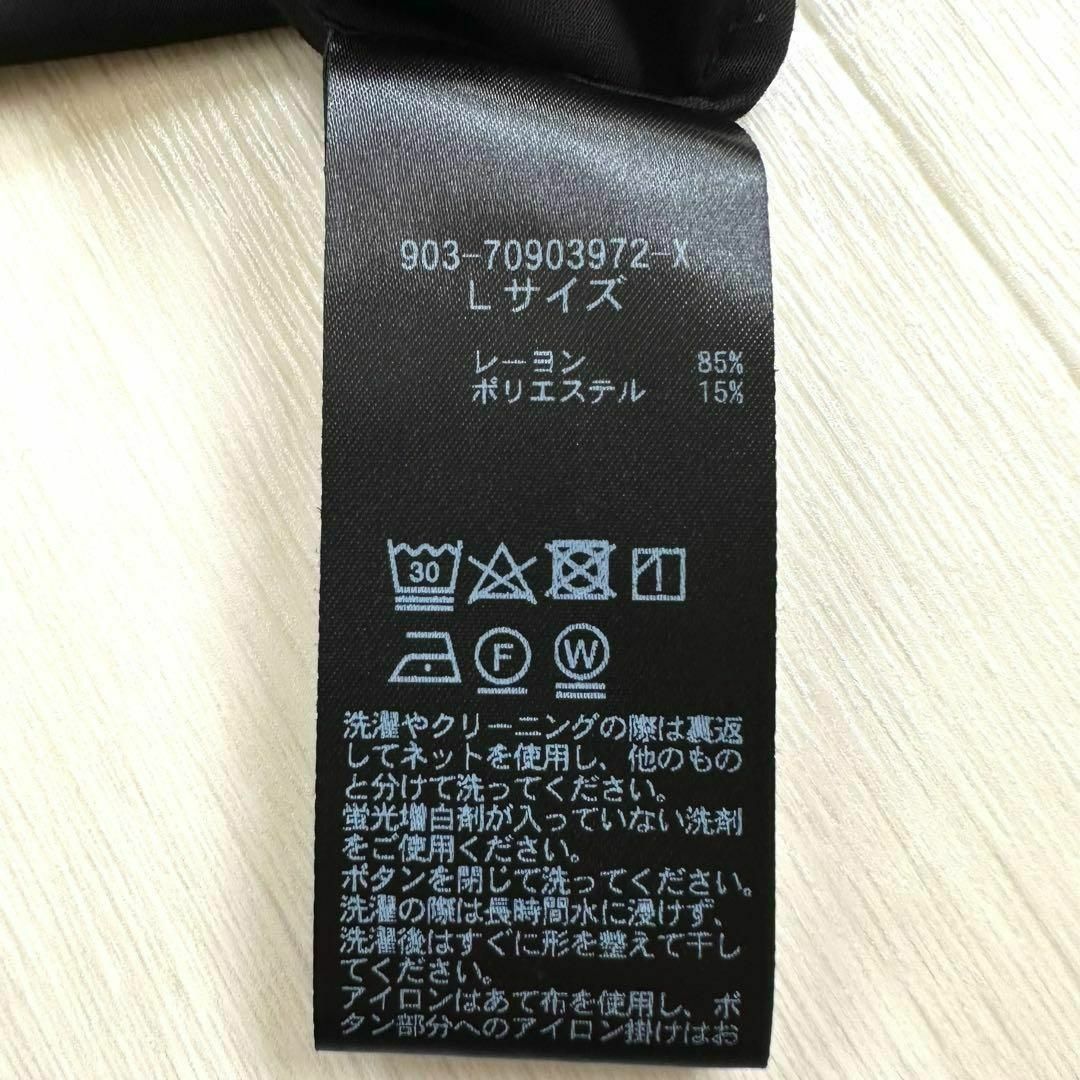 903-70903972-X
Lサイズ
レーヨン 85%
ポリエステル 15%
30
F W
洗濯やクリーニングの際は裏返
してネットを使用し、他のもの
と分けて洗ってください。
蛍光増白剤が入っていない洗剤
をご使用ください。
ボタンを閉じて洗ってください。
洗濯の際は長時間水に浸けず、
洗濯後はすぐに形を整えて干し
てください。
アイロンはあて布を使用し、ボ
タン部分へのアイロン掛けはお